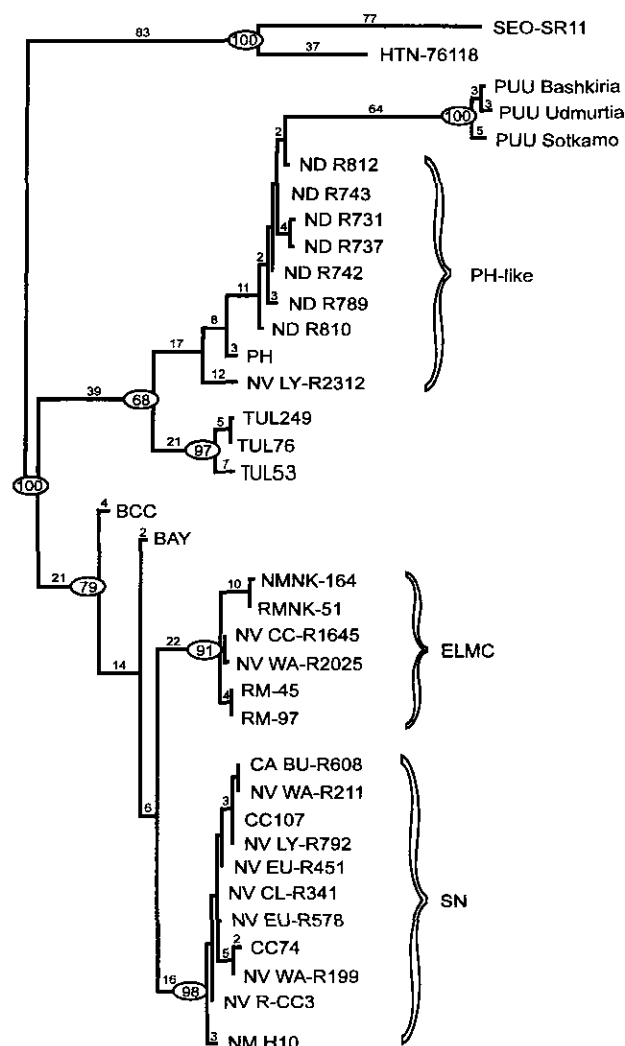 77
SEO-SR11
83
100
37
HTN-76118
3
PUU Bashkiria
64
100
3
PUU Udmurtia
5
PUU Sotkamo
2
ND R812
ND R743
ND R731
4
ND R737
2
ND R742
PH-like
11
3
ND R789
8
ND R810
17
3
PH
12
NV LY-R2312
39
68
5
TUL249
21
97
TUL76
7
TUL53
100
4
BCC
2
BAY
21
79
10
NMNK-164
RMNK-51
22
NV CC-R1645
91
ELMC
14
NV WA-R2025
4
RM-45
RM-97
CA BU-R608
6
3
NV WA-R211
CC107
NV LY-R792
NV EU-R451
NV CL-R341
SN
NV EU-R578
2
5
CC74
16
NV WA-R199
98
NV R-CC3
3
NM H10